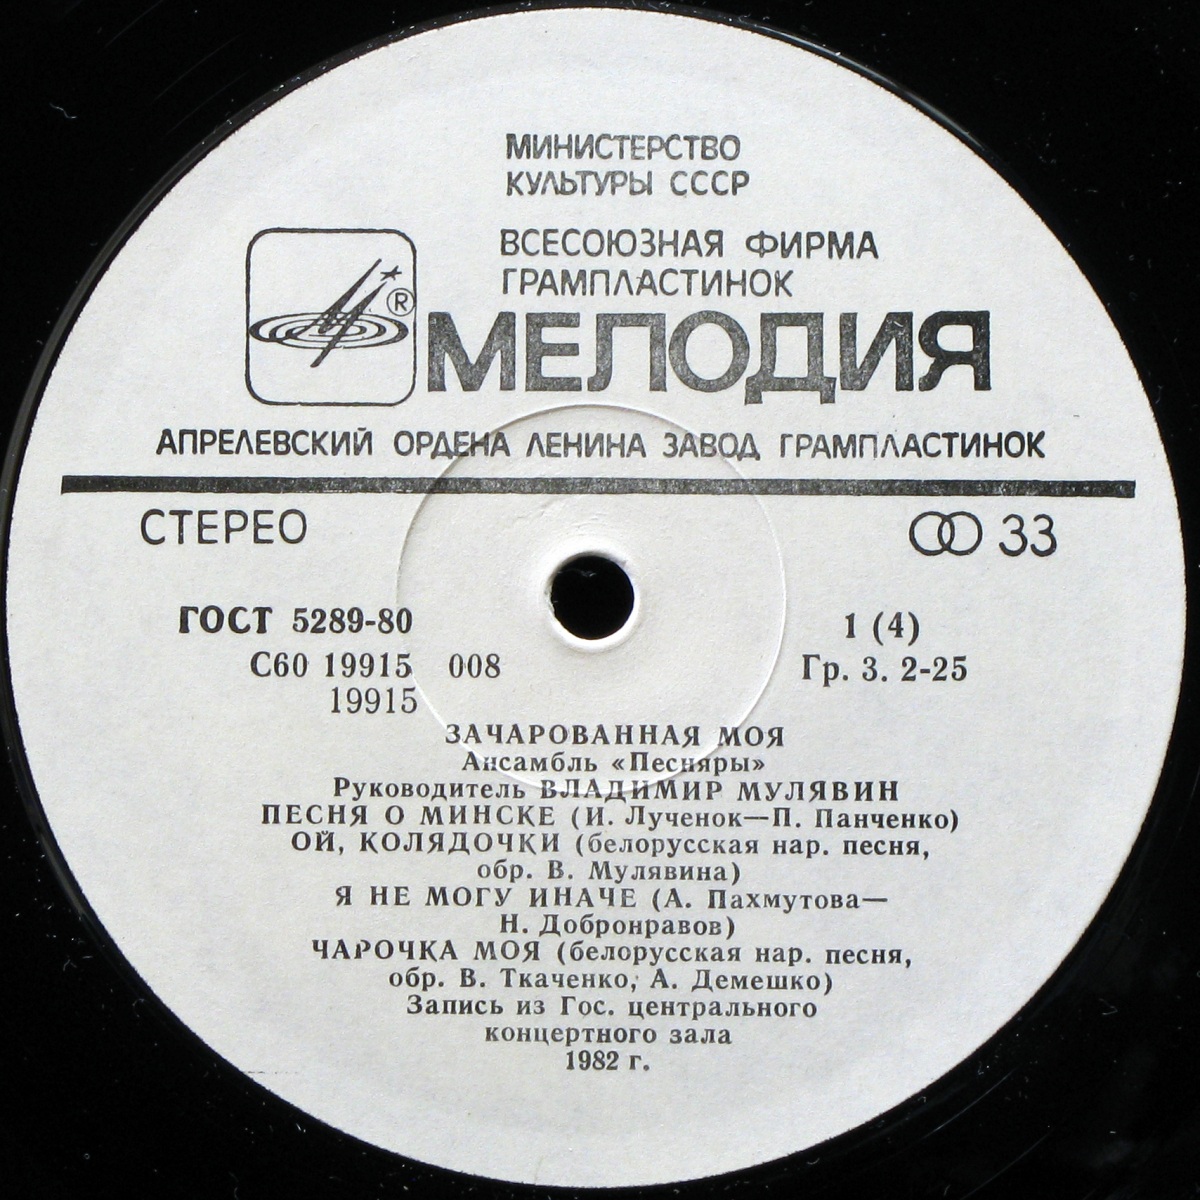 МИНИСТЕРСТВО
КУЛЬТУРЫ СССР
ВСЕСОЮЗНАЯ ФИРМА
ГРАМПЛАСТИНОК
®
МЕЛОДИЯ
АПРЕЛЕВСКИЙ ОРДЕНА ЛЕНИНА ЗАВОД ГРАМПЛАСТИНОК
СТЕРЕО
33
ГОСТ 5289-80
1 (4)
С60 19915 008
Гр. 3. 2-25
19915
ЗАЧАРОВАННАЯ МОЯ
Ансамбль «Песняры»
Руководитель ВЛАДИМИР МУЛЯВИН
ПЕСНЯ О МИНСКЕ (И. Лученок—П. Панченко)
ОЙ, КОЛЯДОЧКИ (белорусская нар. песня,
обр. В. Мулявина)
Я НЕ МОГУ ИНАЧЕ (А. Пахмутова—
Н. Добронравов)
ЧАРОЧКА МОЯ (белорусская нар. песня,
обр. В. Ткаченко, А. Демешко)
Запись из Гос. центрального
концертного зала
1982 г.